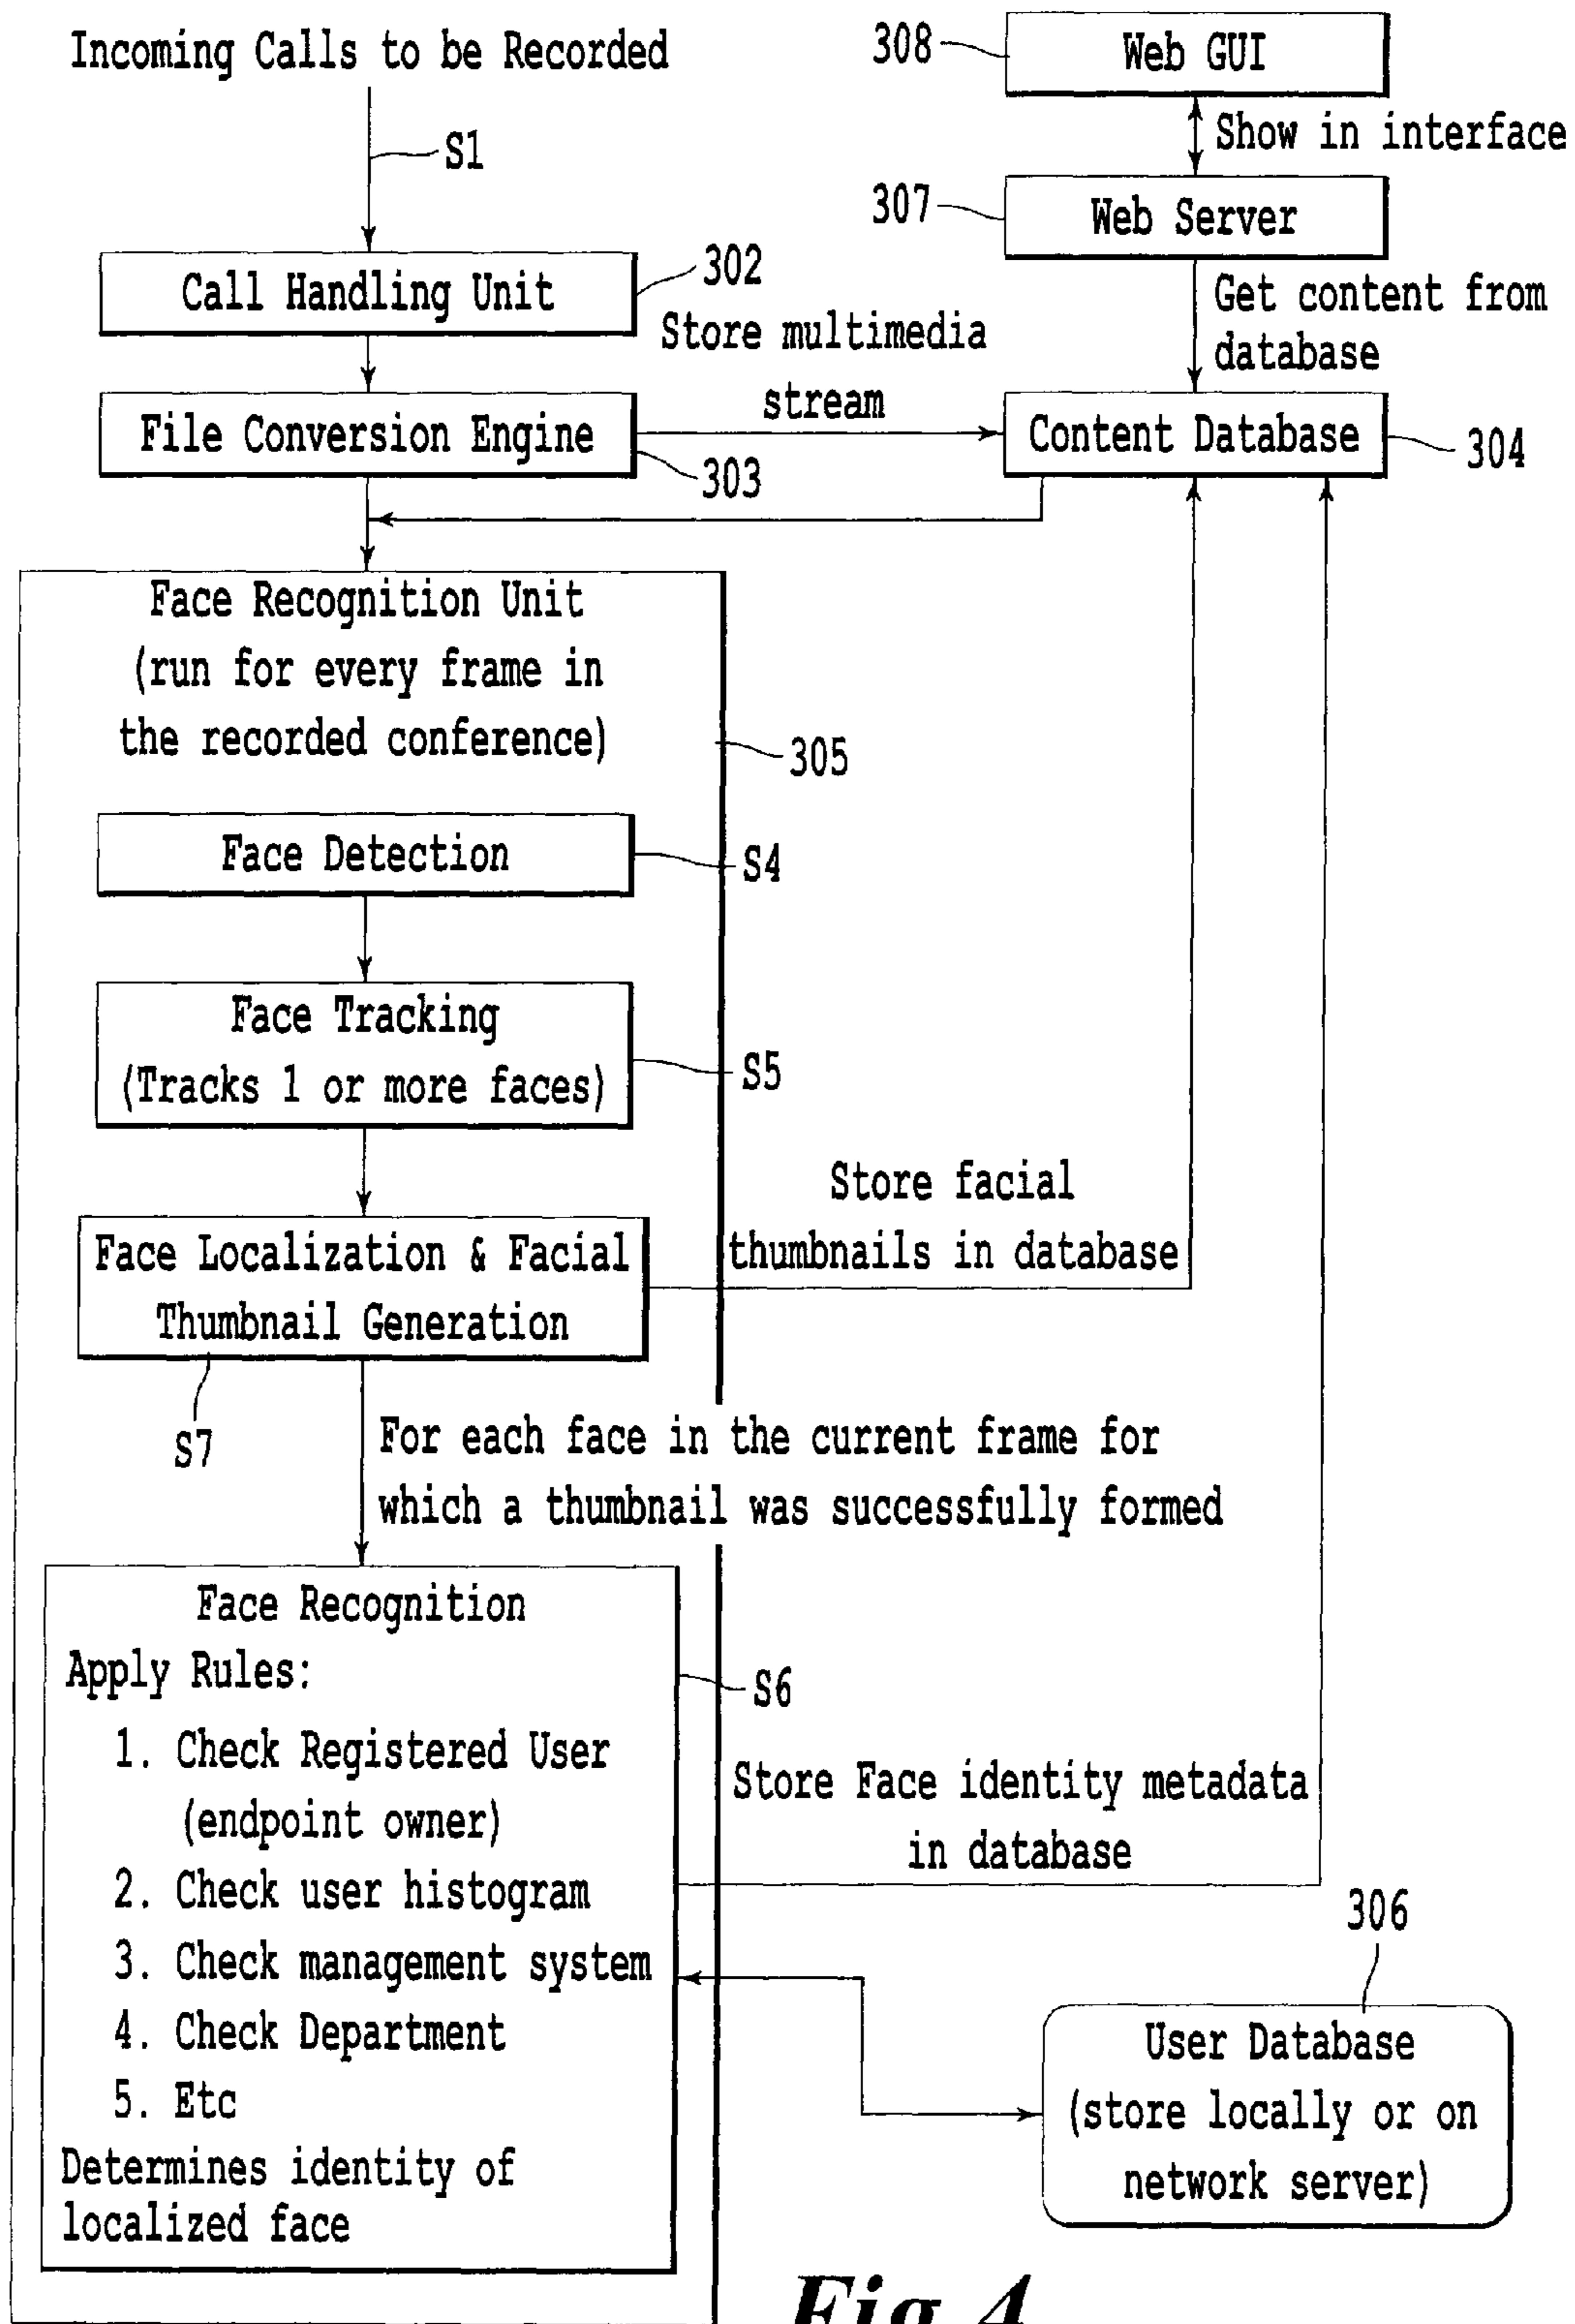 Incoming Calls to be Recorded
S1
Call Handling Unit
302
File Conversion Engine
303
Store multimedia
stream
308
Web GUI
Show in interface
307
Web Server
Get content from
database
Content Database
304
Face Recognition Unit
(run for every frame in
the recorded conference)
305
Face Detection
S4
Face Tracking
(Tracks 1 or more faces)
S5
Face Localization & Facial
Thumbnail Generation
S7
Store facial
thumbnails in database
For each face in the current frame for
which a thumbnail was successfully formed
Face Recognition
Apply Rules:
1. Check Registered User
(endpoint owner)
2. Check user histogram
3. Check management system
4. Check Department
5. Etc
Determines identity of
localized face
S6
Store Face identity metadata
in database
306
User Database
(store locally or on
network server)
Fig 4